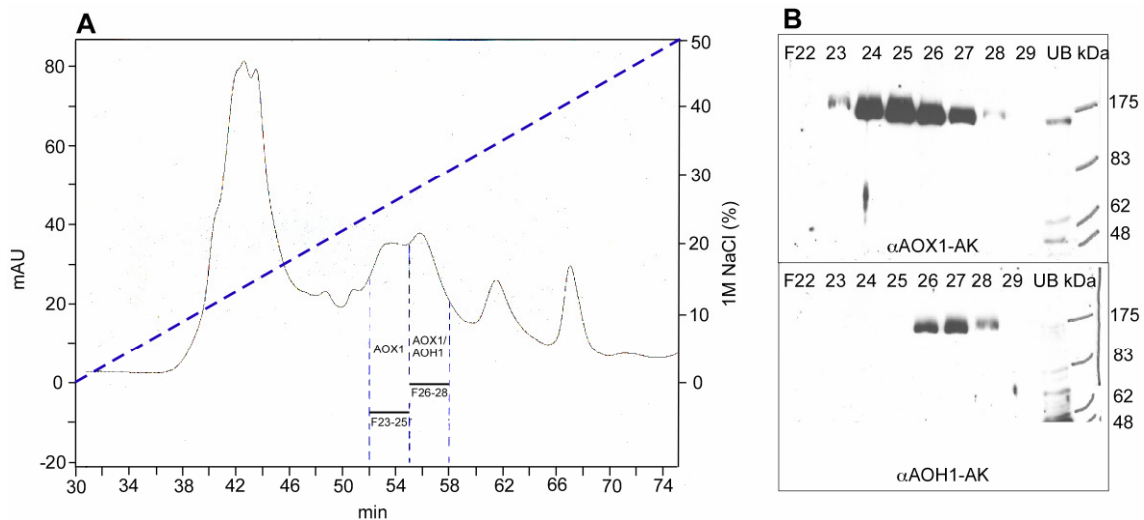 A
80
60
40
20
0
-20
mAU
50
40
30
20
10
0
1M NaCl (%)
AOX1
AOX1/
AOH1
F26-28
F23-25
30 34 38 42 46 50 54 58 62 66 70 74
min
B
F22 23 24 25 26 27 28 29 UB kDa
175
83
62
48
αAOX1-AK
F22 23 24 25 26 27 28 29 UB kDa
175
83
62
48
αAOH1-AK